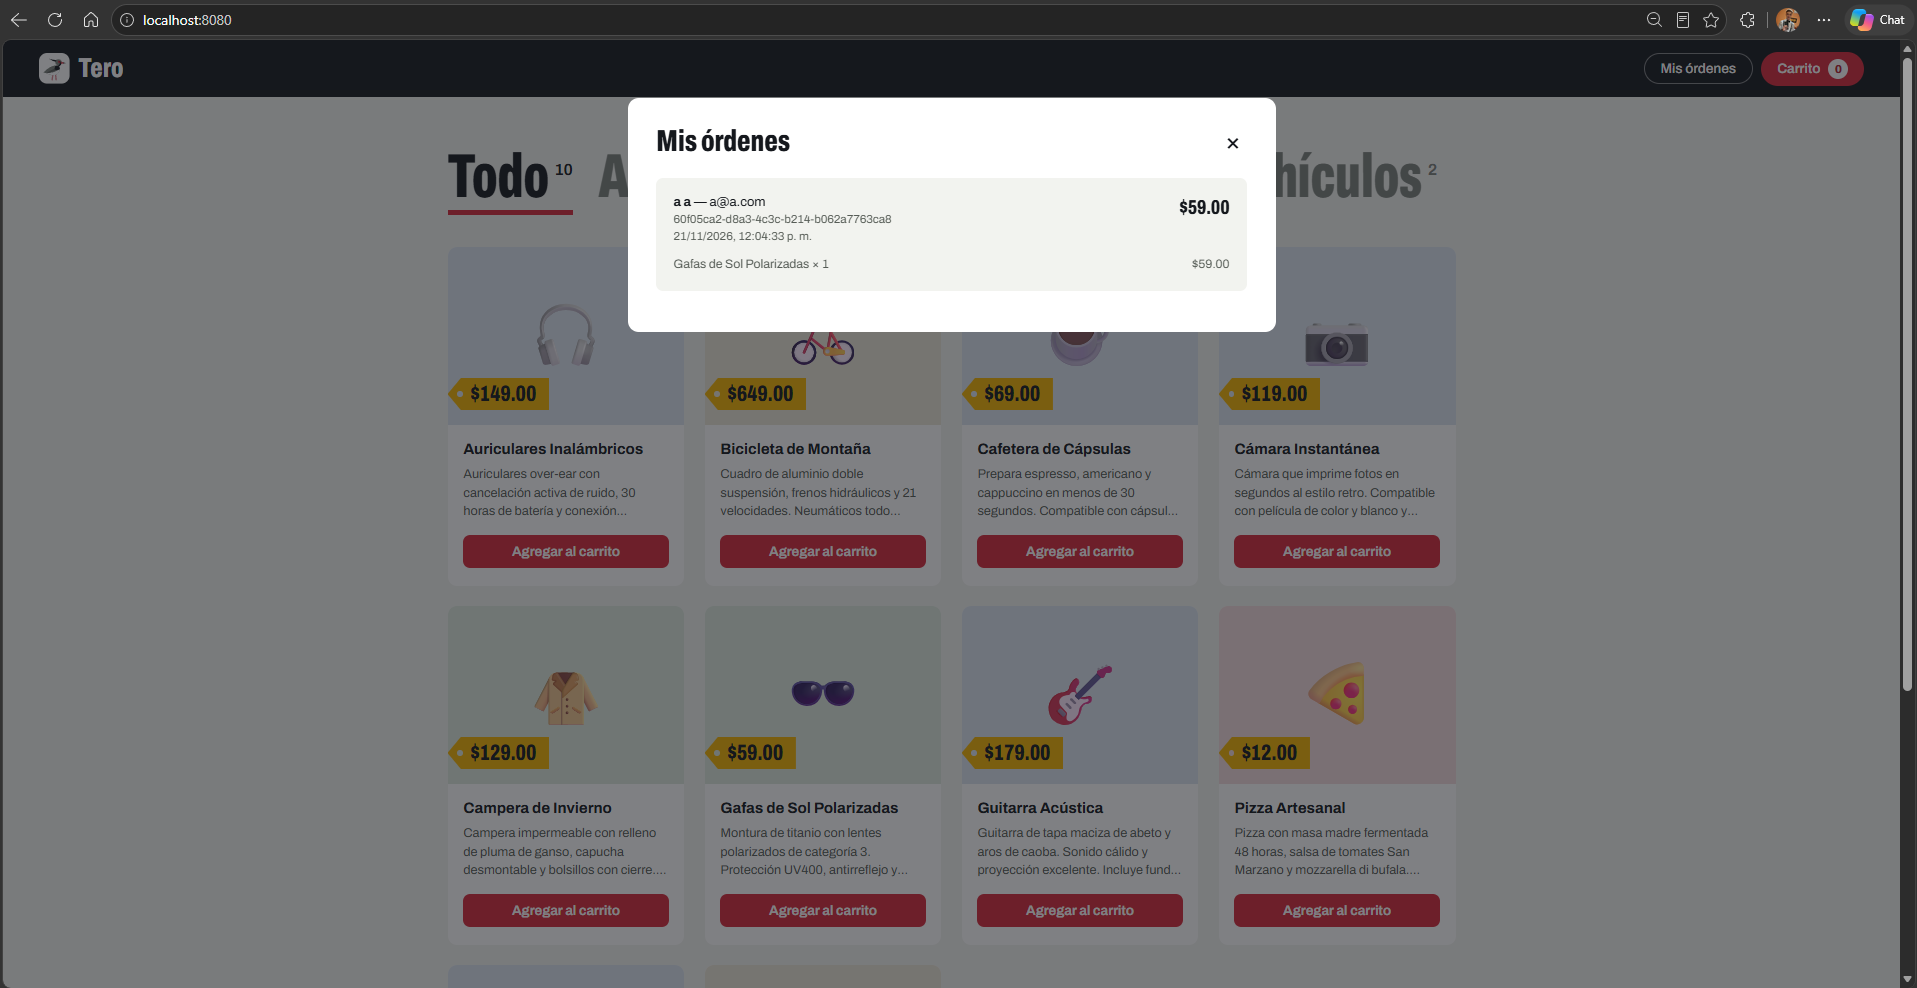 localhost:8080
Chat
Tero
Mis órdenes
Carrito 0
Mis órdenes
×
a a — a@a.com
$59.00
60f05ca2-d8a3-4c3c-b214-b062a7763ca8
21/11/2026, 12:04:33 p. m.
Gafas de Sol Polarizadas × 1
$59.00
Todo 10
A
hículos 2
$149.00
$649.00
$69.00
$119.00
Auriculares Inalámbricos
Auriculares over-ear con
cancelación activa de ruido, 30
horas de batería y conexión...
Agregar al carrito
Bicicleta de Montaña
Cuadro de aluminio doble
suspensión, frenos hidráulicos y 21
velocidades. Neumáticos todo...
Agregar al carrito
Cafetera de Cápsulas
Prepara espresso, americano y
cappuccino en menos de 30
segundos. Compatible con cápsul...
Agregar al carrito
Cámara Instantánea
Cámara que imprime fotos en
segundos al estilo retro. Compatible
con película de color y blanco y...
Agregar al carrito
$129.00
$59.00
$179.00
$12.00
Campera de Invierno
Campera impermeable con relleno
de pluma de ganso, capucha
desmontable y bolsillos con cierre....
Agregar al carrito
Gafas de Sol Polarizadas
Montura de titanio con lentes
polarizados de categoría 3.
Protección UV400, antirreflejo y...
Agregar al carrito
Guitarra Acústica
Guitarra de tapa maciza de abeto y
aros de caoba. Sonido cálido y
proyección excelente. Incluye fund...
Agregar al carrito
Pizza Artesanal
Pizza con masa madre fermentada
48 horas, salsa de tomates San
Marzano y mozzarella di bufala....
Agregar al carrito